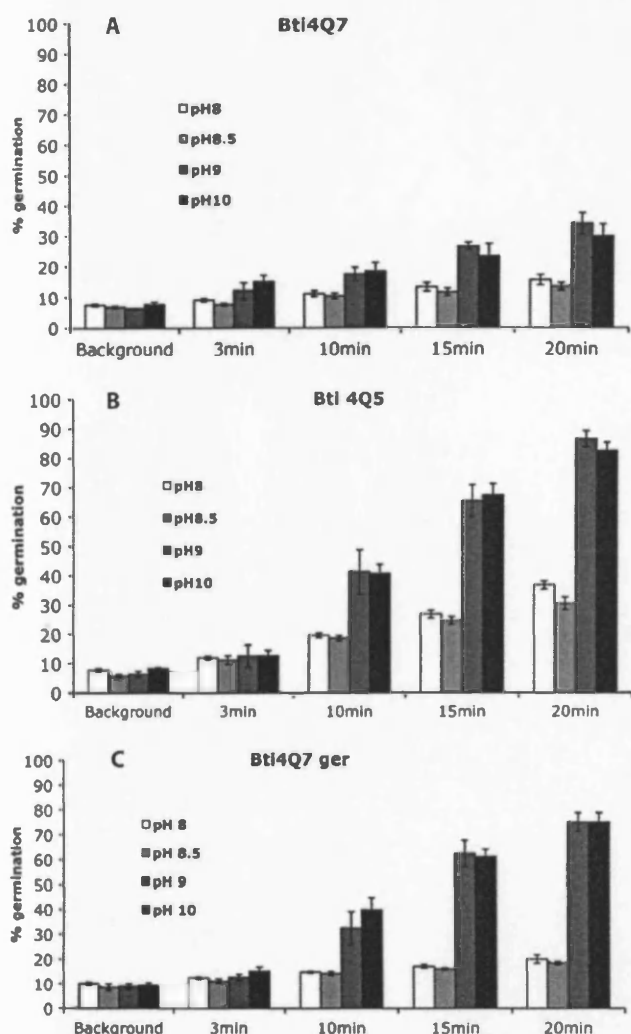 A
Bti4Q7
100
90
80
70
60
50
40
30
20
10
0
% germination
pH8
pH8.5
pH9
pH10
Background 3min 10min 15min 20min
B
Bti 4Q5
100
90
80
70
60
50
40
30
20
10
0
% germination
pH8
pH8.5
pH9
pH10
Background 3min 10min 15min 20min
C
Bti4Q7 ger
100
90
80
70
60
50
40
30
20
10
0
% germination
pH 8
pH 8.5
pH 9
pH 10
Background 3min 10min 15min 20min